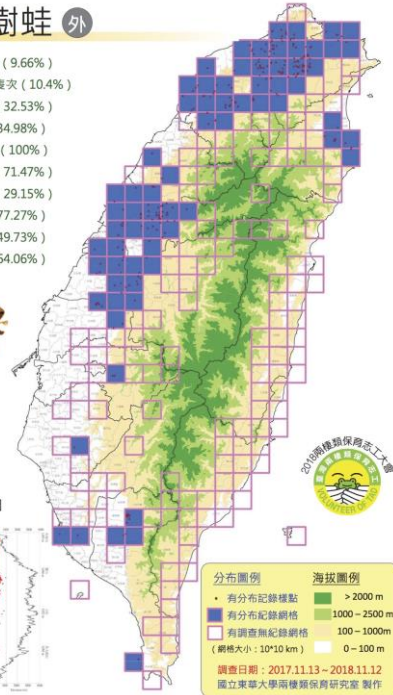 樹蛙 外
( 9.66% )
隻次 ( 10.4% )
32.53% )
34.98% )
( 100% )
71.47% )
29.15% )
77.27% )
49.73% )
64.06% )
2018兩棲類保育志工大會
VOLUNTEER OF TAD
分布圖例
海拔圖例
有分布記錄樣點
> 2000 m
有分布紀錄網格
1000 – 2500 m
有調查無紀錄網格
100 – 1000m
( 網格大小：10*10 km )
0 – 100 m
調查日期：2017.11.13 ~ 2018.11.12
國立東華大學兩棲類保育研究室 製作